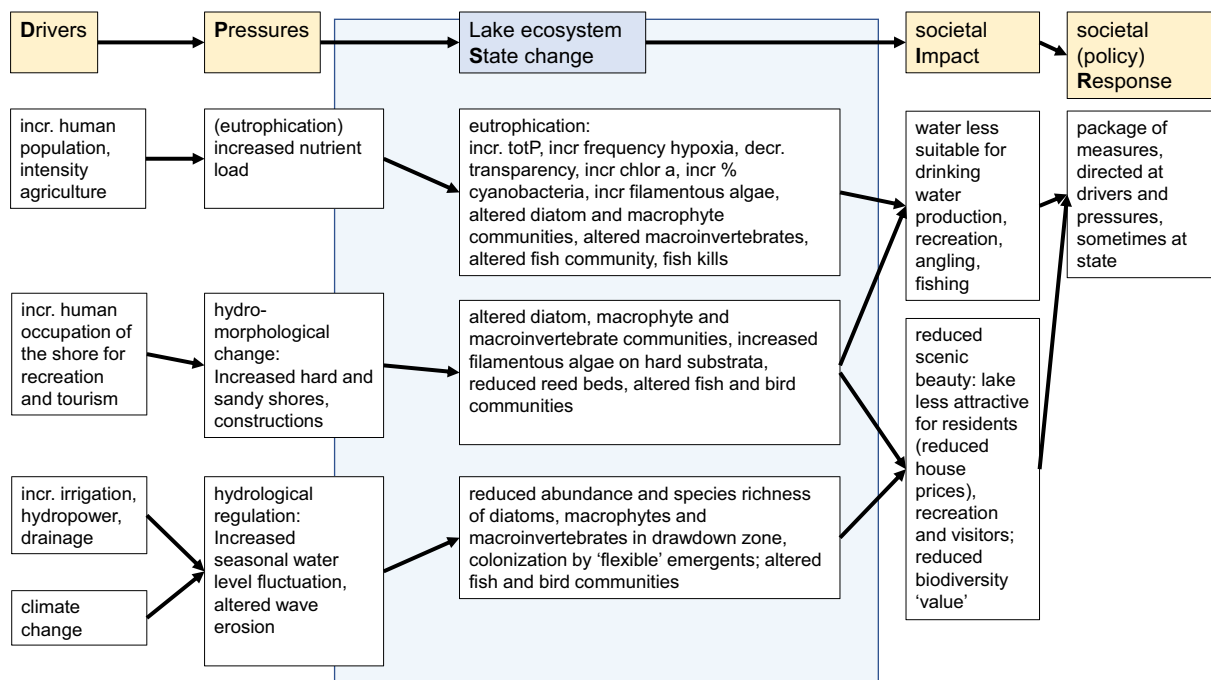 Drivers
Pressures
Lake ecosystem
State change
societal
Impact
societal
(policy)
Response
incr. human
population,
intensity
agriculture
(eutrophication)
increased nutrient
load
eutrophication:
incr. totP, incr frequency hypoxia, decr.
transparency, incr chlor a, incr %
cyanobacteria, incr filamentous algae,
altered diatom and macrophyte
communities, altered macroinvertebrates,
altered fish community, fish kills
water less
suitable for
drinking
water
production,
recreation,
angling,
fishing
package of
measures,
directed at
drivers and
pressures,
sometimes at
state
incr. human
occupation of
the shore for
recreation
and tourism
hydro-
morphological
change:
Increased hard and
sandy shores,
constructions
altered diatom, macrophyte and
macroinvertebrate communities, increased
filamentous algae on hard substrata,
reduced reed beds, altered fish and bird
communities
reduced
scenic
beauty: lake
less attractive
for residents
(reduced
house
prices),
recreation
and visitors;
reduced
biodiversity
‘value’
incr. irrigation,
hydropower,
drainage
climate
change
hydrological
regulation:
Increased
seasonal water
level fluctuation,
altered wave
erosion
reduced abundance and species richness
of diatoms, macrophytes and
macroinvertebrates in drawdown zone,
colonization by ‘flexible’ emergents; altered
fish and bird communities